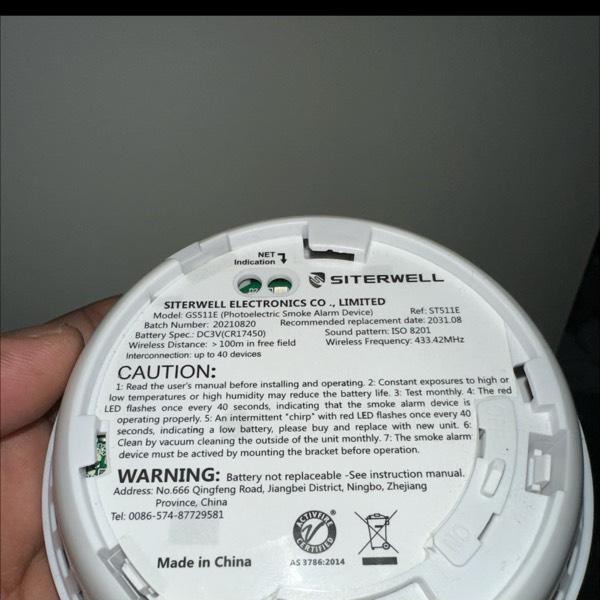 NET
Indication
SITERWELL
SITERWELL ELECTRONICS CO ., LIMITED
Model: GS511E (Photoelectric Smoke Alarm Device) Ref: ST511E
Batch Number: 20210820 Recommended replacement date: 2031.08
Battery Spec.: DC3V(CR17450) Sound pattern: ISO 8201
Wireless Distance: >100m in free field Wireless Frequency: 433.42MHz
Interconnection: up to 40 devices
CAUTION:
1: Read the user's manual before installing and operating. 2: Constant exposures to high or
low temperatures or high humidity may reduce the battery life. 3: Test monthly. 4: The red
LED flashes once every 40 seconds, indicating that the smoke alarm device is
operating properly. 5: An intermittent "chirp" with red LED flashes once every 40
seconds, indicating a low battery, please buy and replace with new unit. 6:
Clean by vacuum cleaning the outside of the unit monthly. 7: The smoke alarm
device must be actived by mounting the bracket before operation.
WARNING: Battery not replaceable -See instruction manual.
Address: No.666 Qingfeng Road, Jiangbei District, Ningbo, Zhejiang
Province, China
Tel: 0086-574-87729581
ACTIVFIRE
CERTIFIED
Made in China
AS 3786:2014
NO